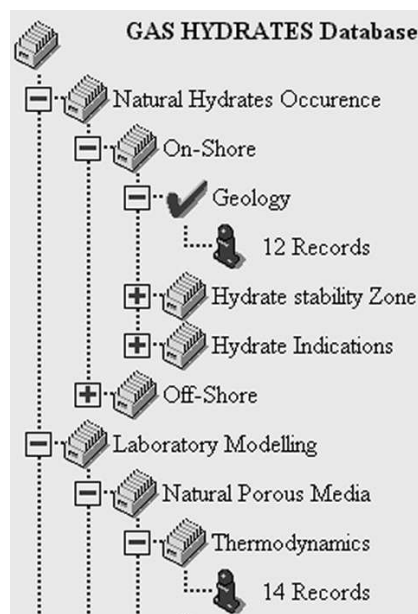 GAS HYDRATES Database
Natural Hydrates Occurence
On-Shore
Geology
12 Records
Hydrate stability Zone
Hydrate Indications
Off-Shore
Laboratory Modelling
Natural Porous Media
Thermodynamics
14 Records